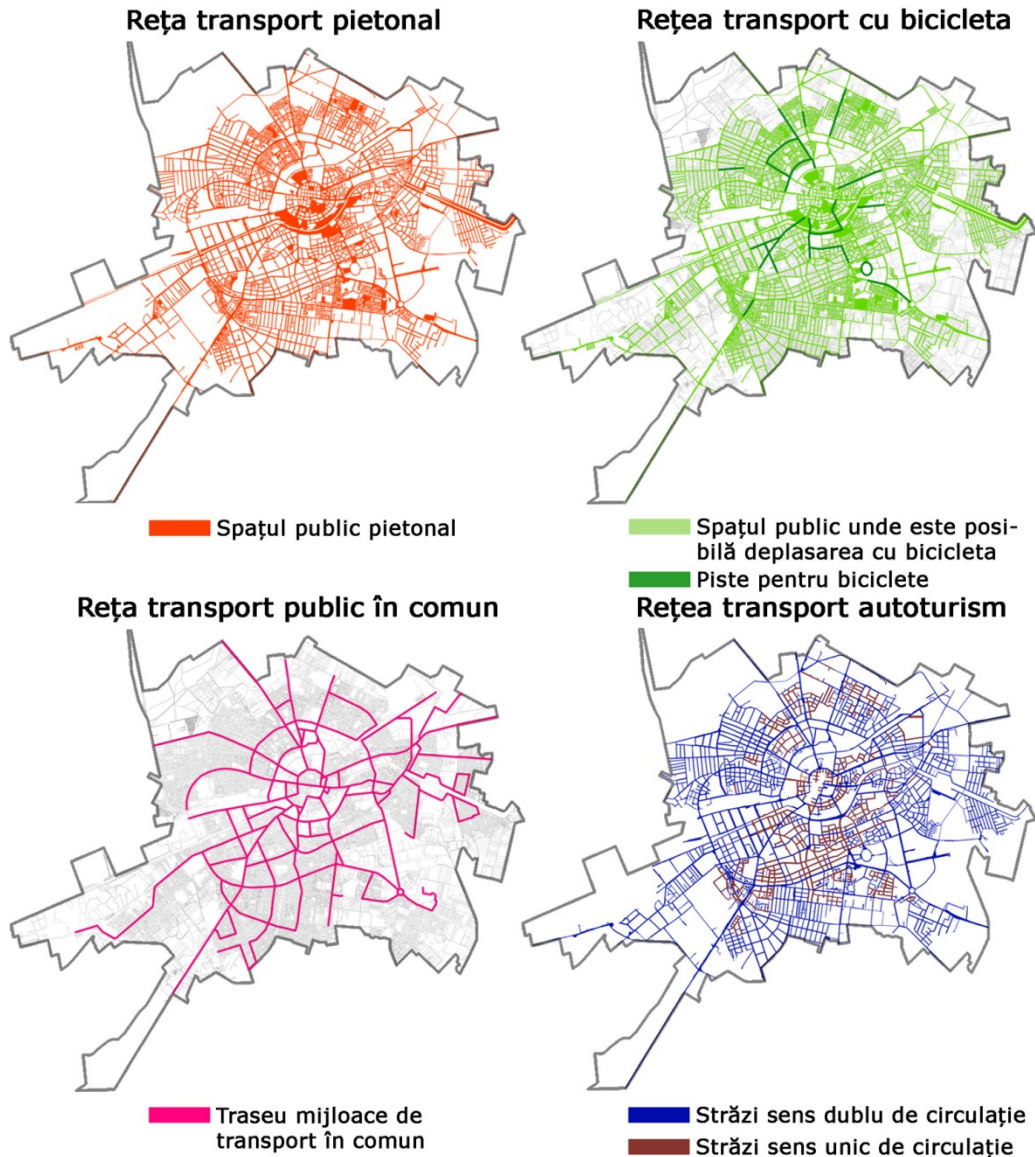 Reța transport pietonal
Rețea transport cu bicicleta
Spațul public pietonal
Spațul public unde este posi-
bilă deplasarea cu bicicleta
Piste pentru biciclete
Reța transport public în comun
Rețea transport autoturism
Traseu mijloace de
transport în comun
Străzi sens dublu de circulație
Străzi sens unic de circulație